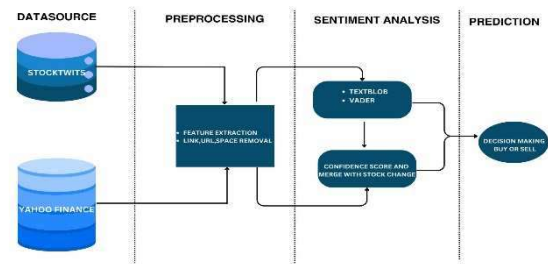 DATASOURCE
PREPROCESSING
SENTIMENT ANALYSIS
PREDICTION
STOCKTWITS
YAHOO FINANCE
• FEATURE EXTRACTION
• LINK,URL,SPACE REMOVAL
• TEXTBLOB
• VADER
CONFIDENCE SCORE AND
MERGE WITH STOCK CHANGE
DECISION MAKING
BUY OR SELL